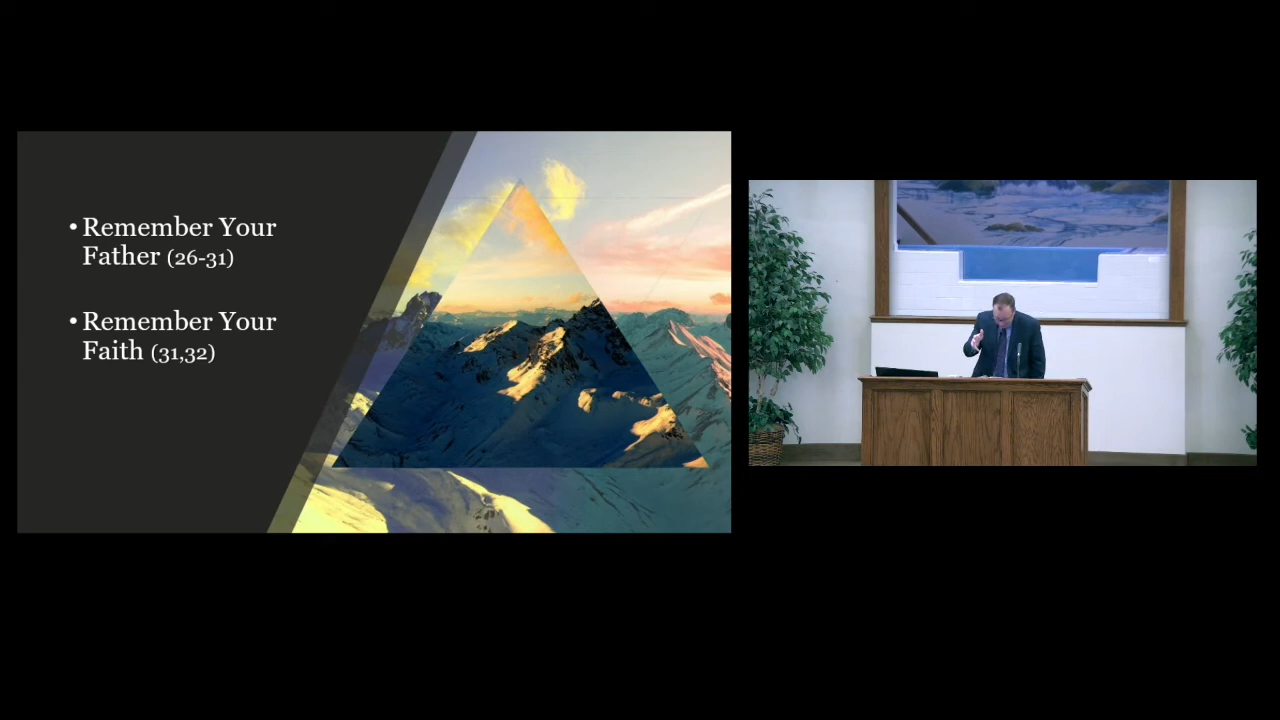 • Remember Your
Father (26-31)
• Remember Your
Faith (31,32)